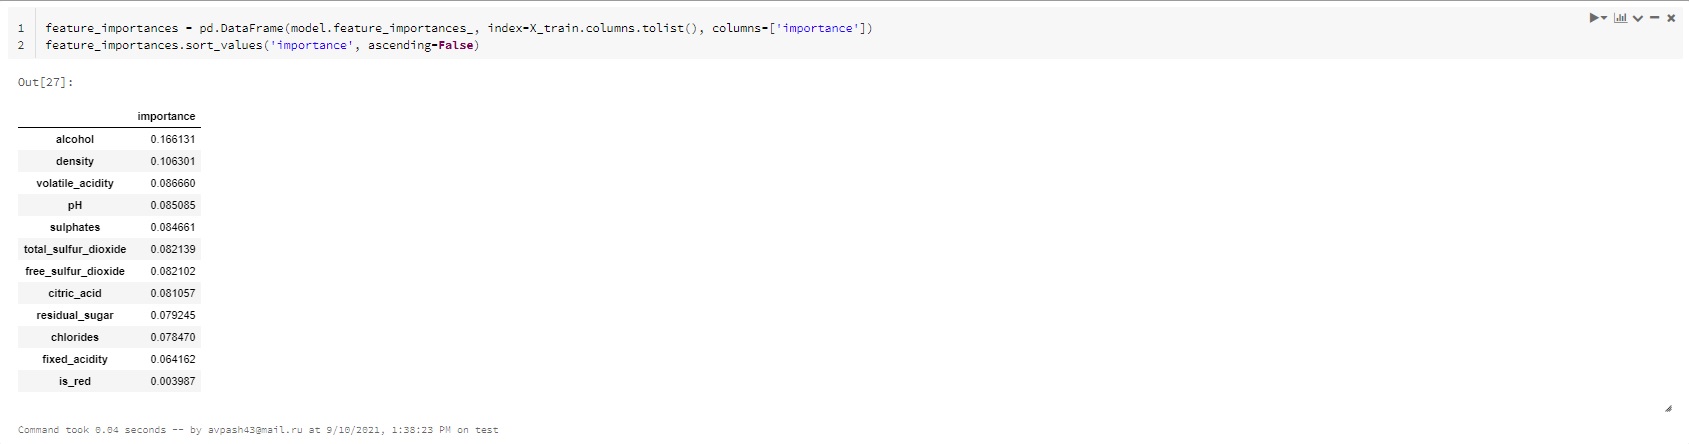 1 feature_importances = pd.DataFrame(model.feature_importances_, index=X_train.columns.tolist(), columns=['importance'])
2 feature_importances.sort_values('importance', ascending=False)
Out[27]:
importance
alcohol 0.166131
density 0.106301
volatile_acidity 0.086660
pH 0.085085
sulphates 0.084661
total_sulfur_dioxide 0.082139
free_sulfur_dioxide 0.082102
citric_acid 0.081057
residual_sugar 0.079245
chlorides 0.078470
fixed_acidity 0.064162
is_red 0.003987
Command took 0.04 seconds -- by avpash43@mail.ru at 9/10/2021, 1:38:23 PM on test